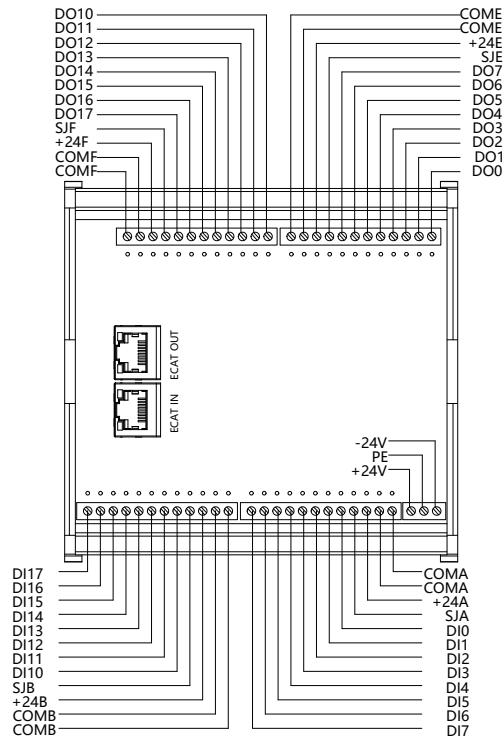 DO10
DO11
DO12
DO13
DO14
DO15
DO16
DO17
SJF
+24F
COMF
COMF
COME
COME
+24E
SJE
DO7
DO6
DO5
DO4
DO3
DO2
DO1
DO0
ECAT OUT
ECAT IN
-24V
PE
+24V
DI17
DI16
DI15
DI14
DI13
DI12
DI11
DI10
SJB
+24B
COMB
COMB
COMA
COMA
+24A
SJA
DI0
DI1
DI2
DI3
DI4
DI5
DI6
DI7